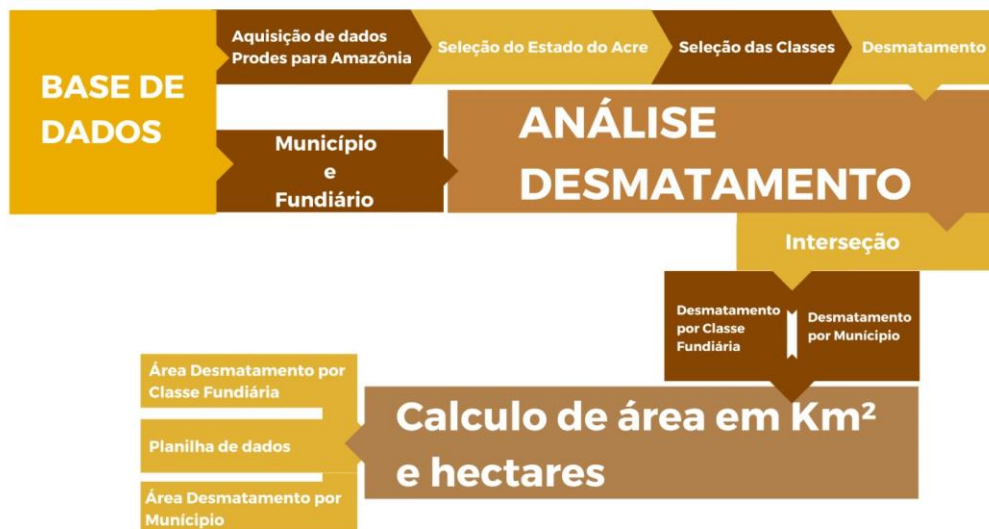 BASE DE
DADOS
Aquisição de dados
Prodes para Amazônia
Seleção do Estado do Acre
Seleção das Classes
Desmatamento
Município
e
Fundiário
ANÁLISE
DESMATAMENTO
Interseção
Desmatamento
por Classe
Fundiária
Desmatamento
por Munícipio
Calculo de área em Km²
e hectares
Área Desmatamento por
Classe Fundiária
Planilha de dados
Área Desmatamento por
Munícipio